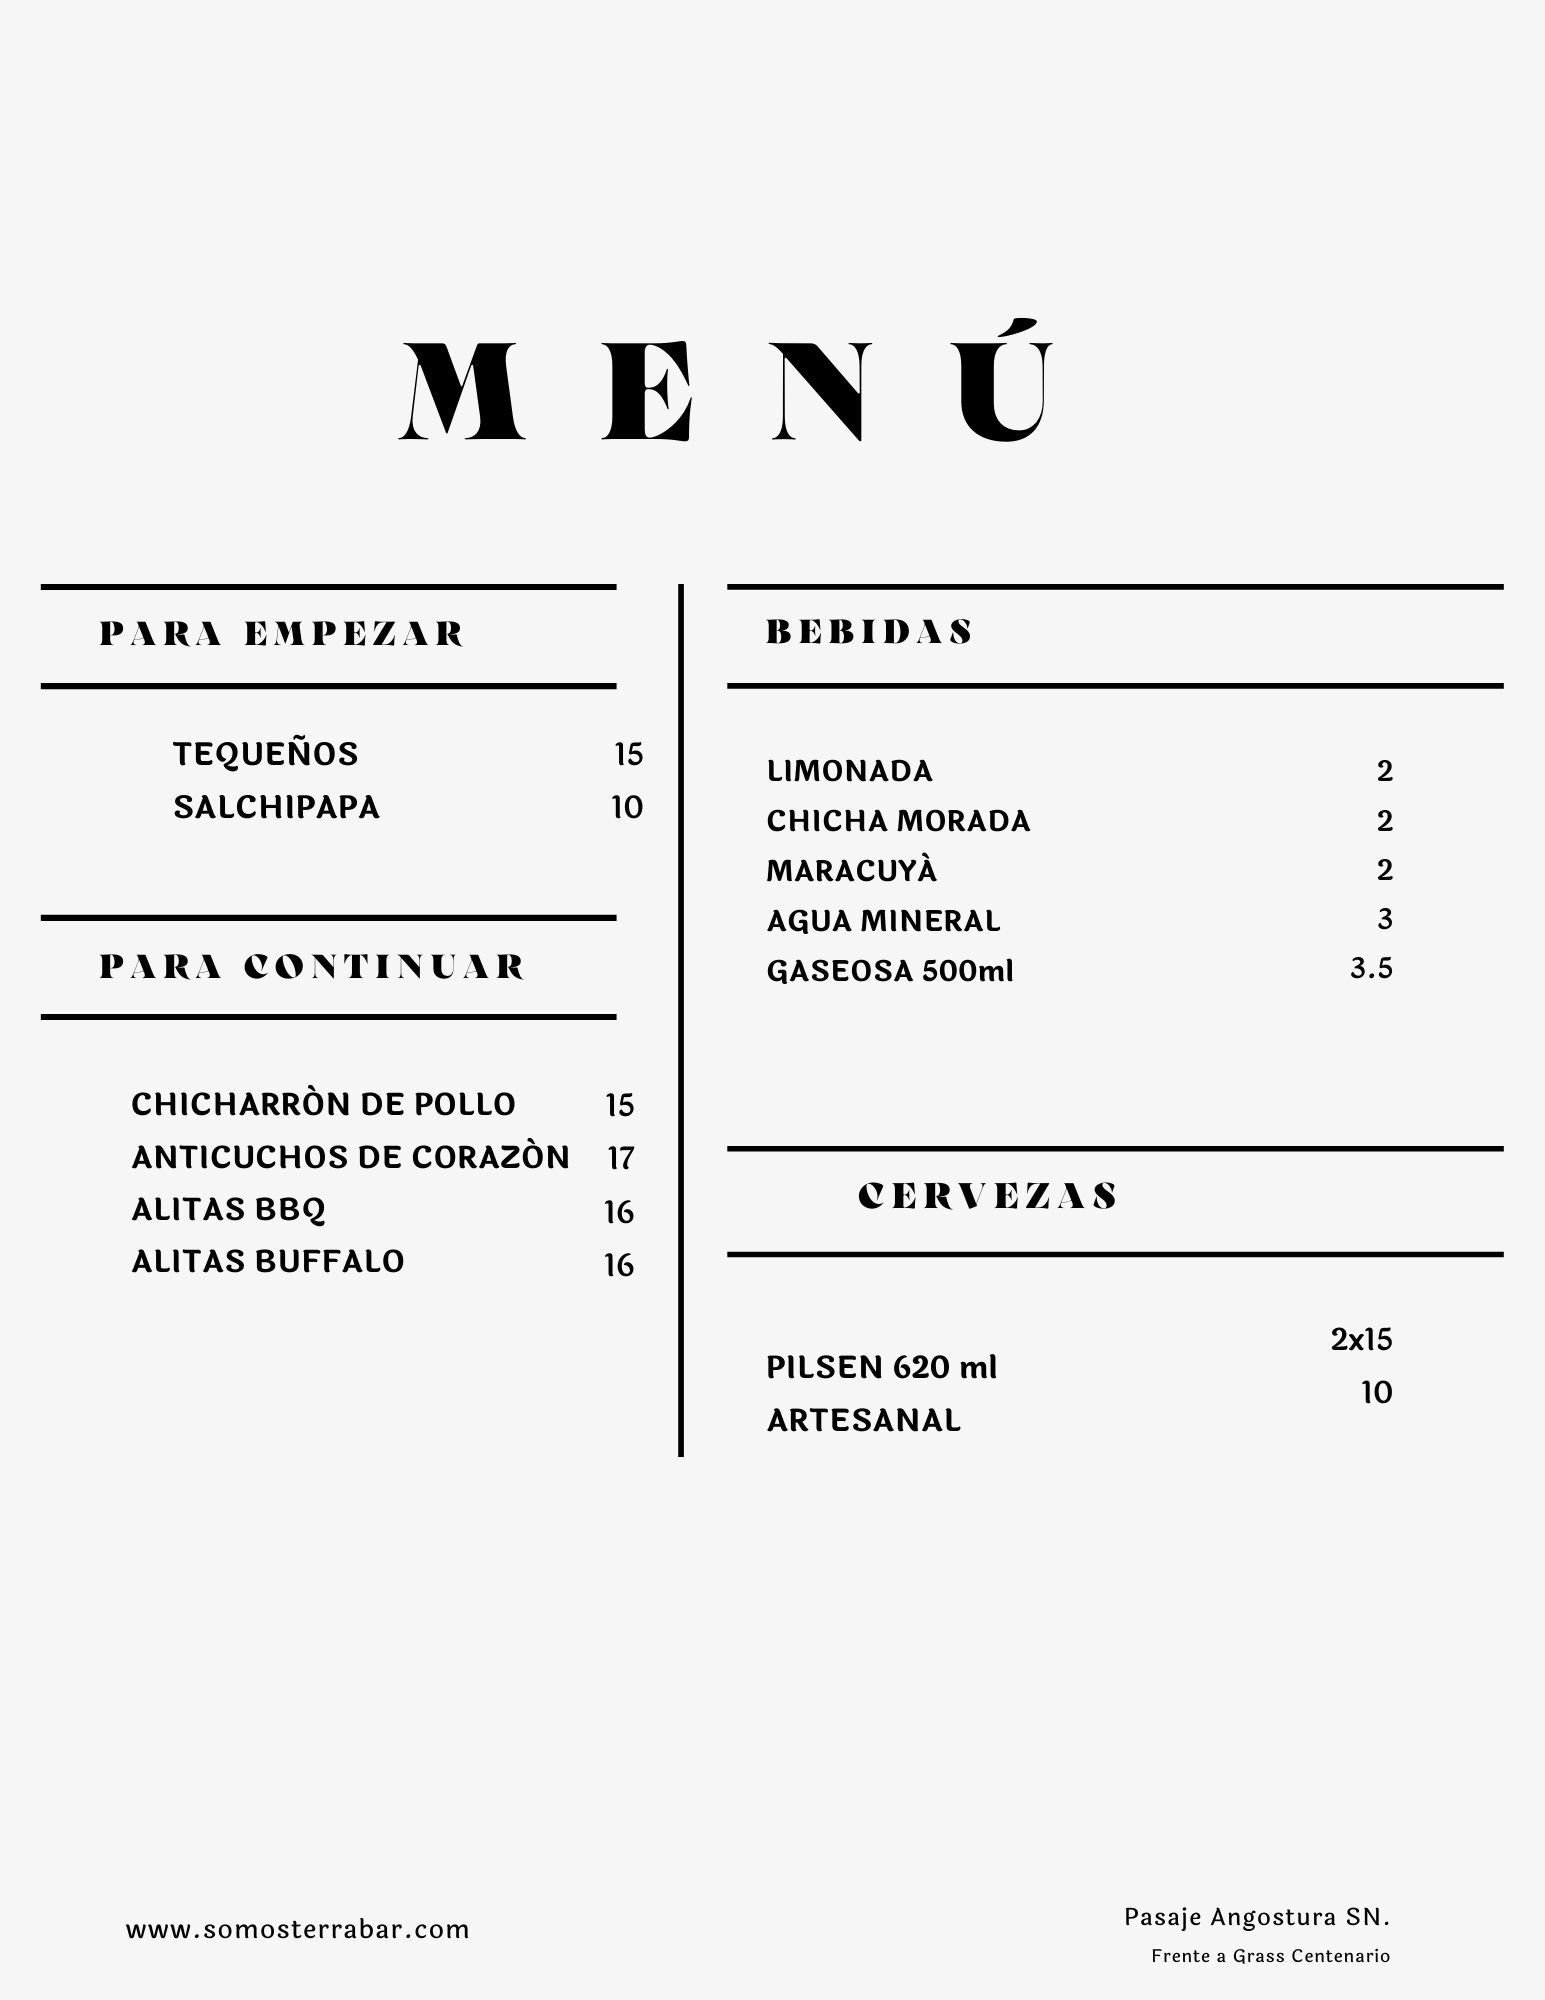 MENÚ
PARA EMPEZAR
TEQUEÑOS 15
SALCHIPAPA 10
PARA CONTINUAR
CHICHARRÒN DE POLLO 15
ANTICUCHOS DE CORAZÒN 17
ALITAS BBQ 16
ALITAS BUFFALO 16
BEBIDAS
LIMONADA 2
CHICHA MORADA 2
MARACUYÀ 2
AGUA MINERAL 3
GASEOSA 500ml 3.5
CERVEZAS
PILSEN 620 ml 2x15
ARTESANAL 10
www.somosterrabar.com
Pasaje Angostura SN.
Frente a Grass Centenario